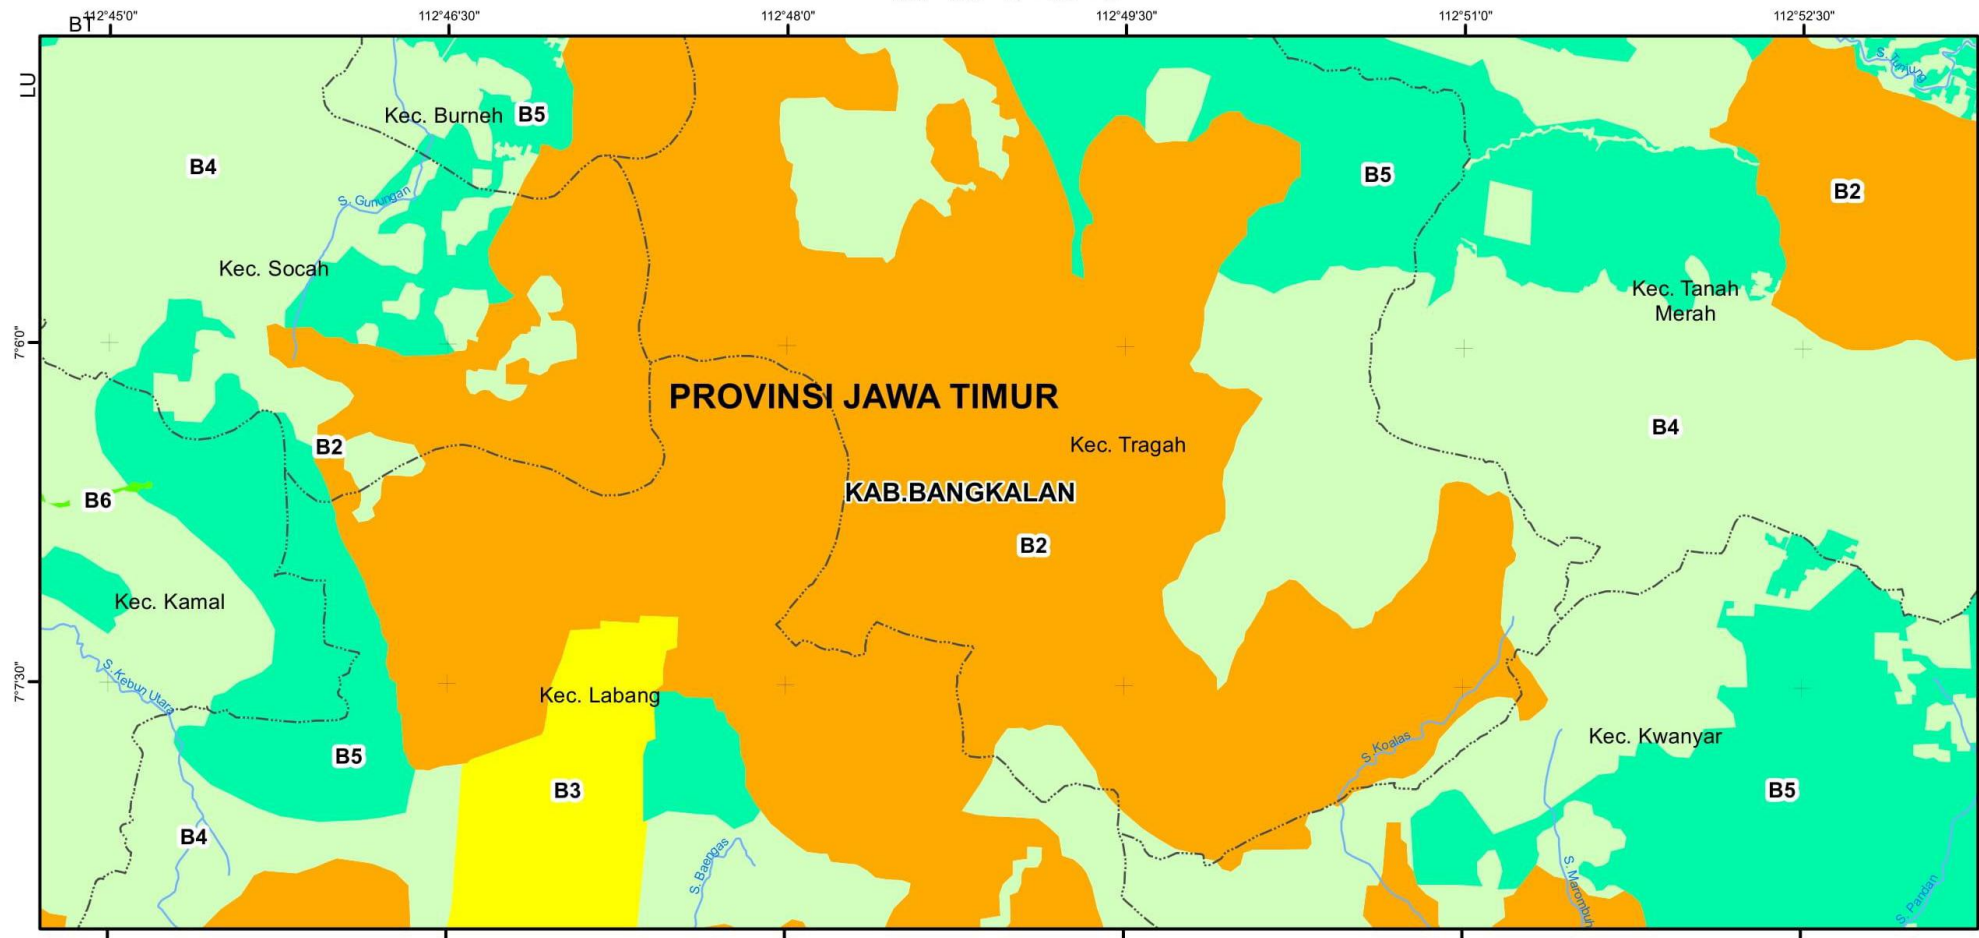 BT
112°45'0"
112°46'30"
112°48'0"
112°49'30"
112°51'0"
112°52'30"
LU
S. Tunjung
Kec. Burneh
B5
B4
B5
B2
S. Gunungan
Kec. Socah
Kec. Tanah
Merah
7°6'0"
PROVINSI JAWA TIMUR
B4
B2
Kec. Tragah
B6
KAB.BANGKALAN
B2
Kec. Kamal
7°7'30"
S. Kebun Utara
Kec. Labang
S. Koalas
Kec. Kwanyar
B5
B3
B5
B4
S. Baengas
S. Marombuh
S. Pandan